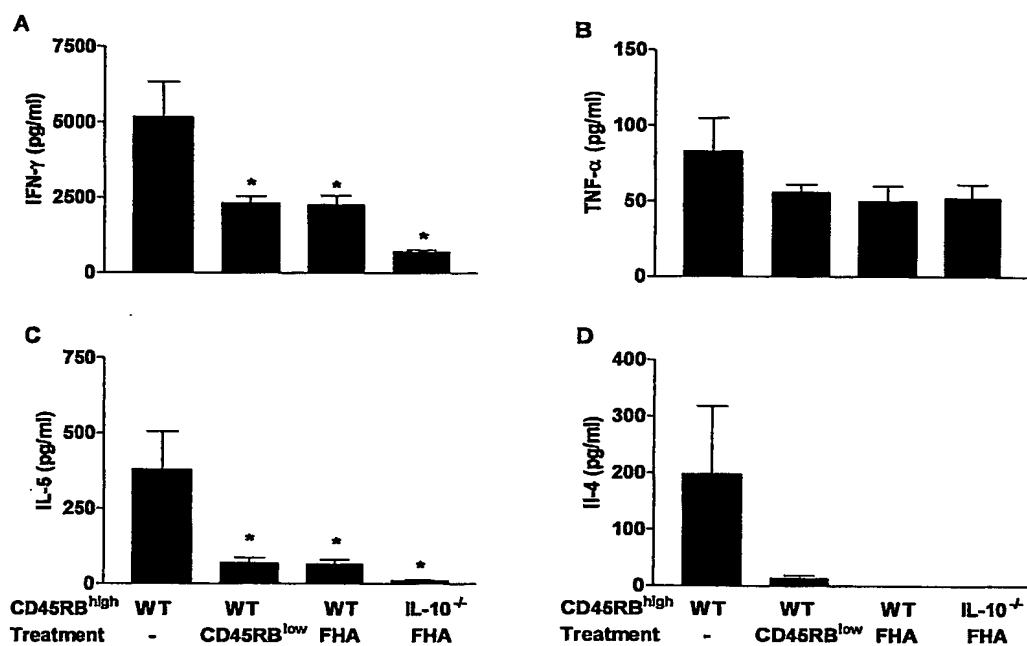 A
IFN-γ (pg/ml)
7500
5000
2500
0
*
*
*
B
TNF-α (pg/ml)
150
100
50
0
C
IL-5 (pg/ml)
750
500
250
0
*
*
*
D
Il-4 (pg/ml)
400
300
200
100
0
CD45RBhigh WT WT WT IL-10-/-
Treatment - CD45RBlow FHA FHA
CD45RBhigh WT WT WT IL-10-/-
Treatment - CD45RBlow FHA FHA